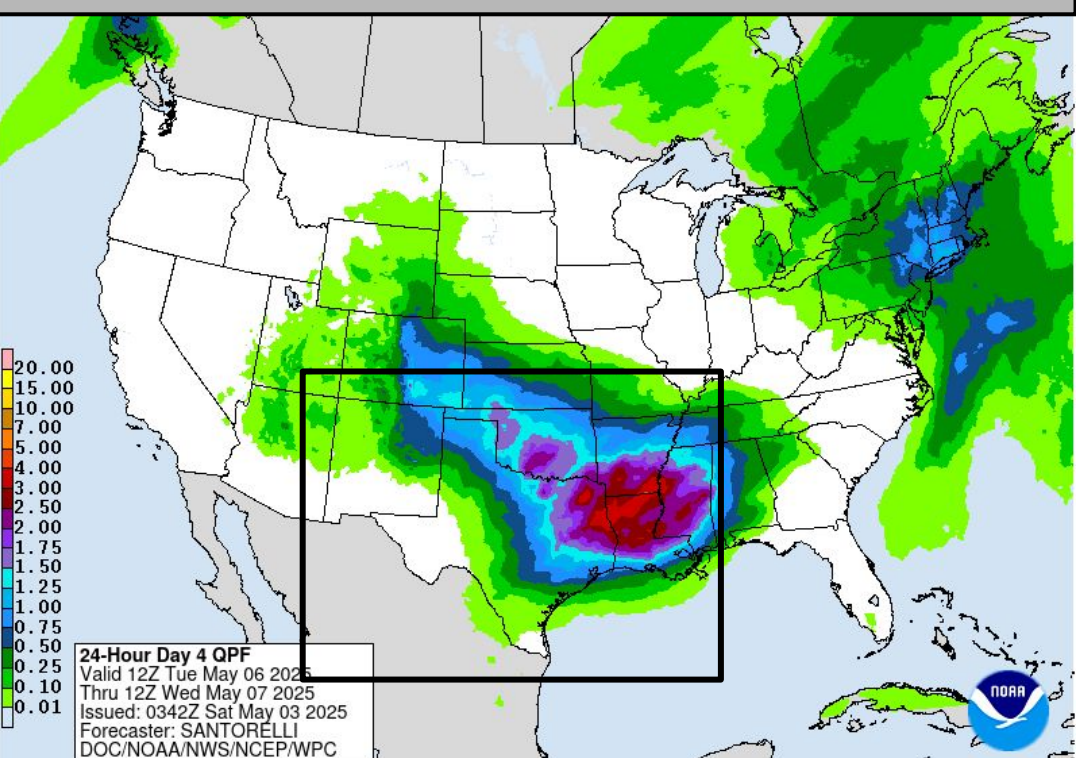 20.00
15.00
10.00
7.00
5.00
4.00
3.00
2.50
2.00
1.75
1.50
1.25
1.00
0.75
0.50
0.25
0.10
0.01
24-Hour Day 4 QPF
Valid 12Z Tue May 06 2025
Thru 12Z Wed May 07 2025
Issued: 0342Z Sat May 03 2025
Forecaster: SANTORELLI
DOC/NOAA/NWS/NCEP/WPC
NOAA